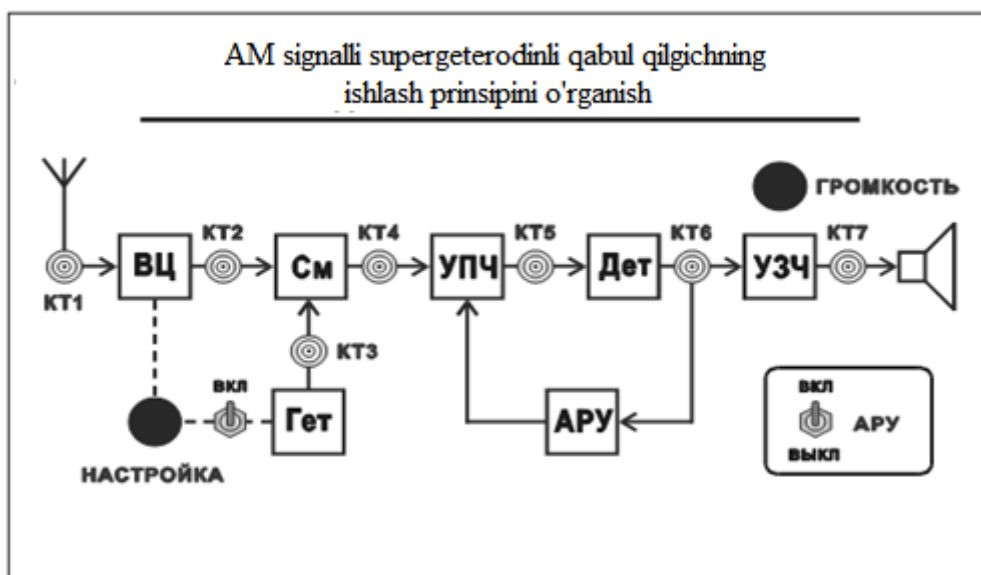 AM signalli supergeterodinli qabul qilgichning
ishlash prinsipini o'rganish
ГРОМКОСТЬ
КТ1
ВЦ
КТ2
См
КТ4
УПЧ
КТ5
Дет
КТ6
УЗЧ
КТ7
КТ3
ВКЛ
Гет
НАСТРОЙКА
АРУ
ВКЛ
АРУ
ВЫКЛ